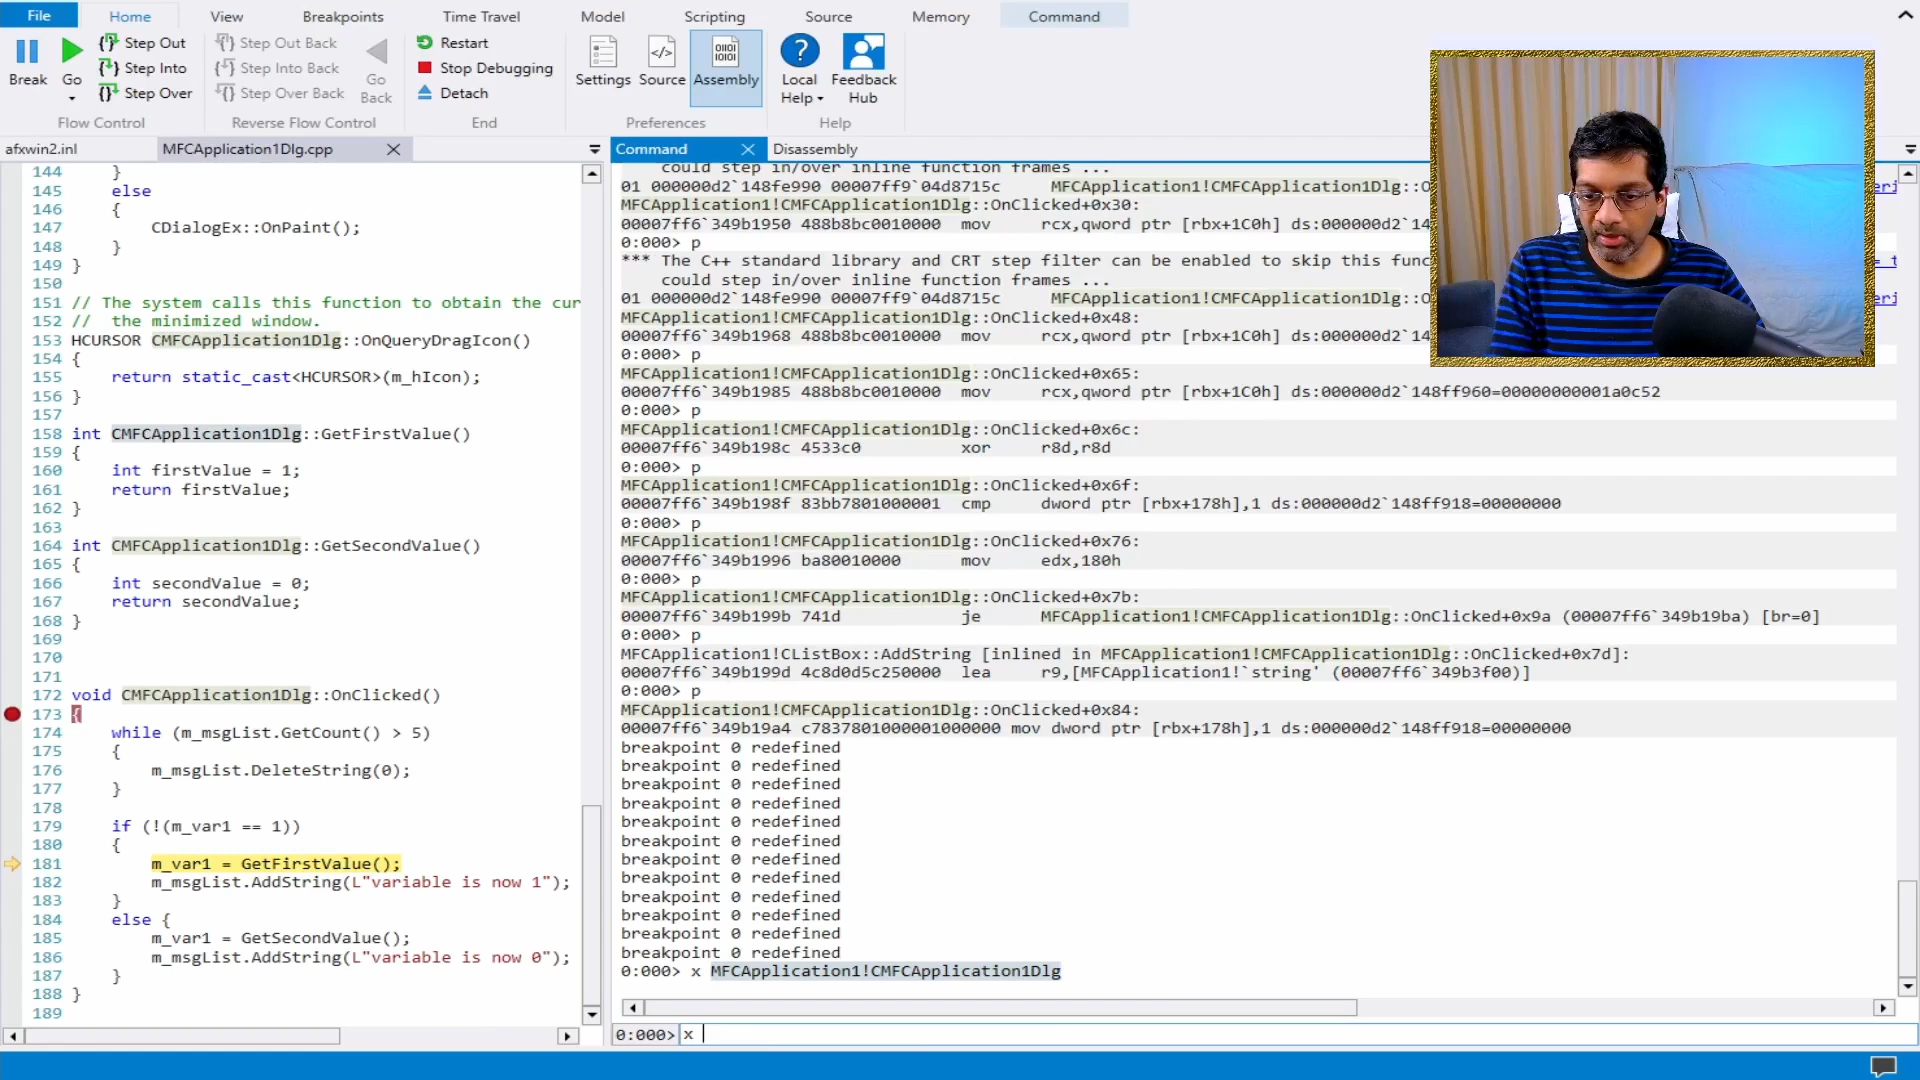 File Home View Breakpoints Time Travel Model Scripting Source Memory Command
Break
Go
Step Out
Step Into
Step Over
Step Out Back
Step Into Back
Step Over Back
Go Back
Restart
Stop Debugging
Detach
Settings
Source
Assembly
Local Help
Feedback Hub
Flow Control Reverse Flow Control End Preferences Help
afxwin2.inl MFCApplication1Dlg.cpp
144 }
145 else
146 {
147 CDialogEx::OnPaint();
148 }
149 }
150
151 // The system calls this function to obtain the cur
152 // the minimized window.
153 HCURSOR CMFCApplication1Dlg::OnQueryDragIcon()
154 {
155 return static_cast<HCURSOR>(m_hIcon);
156 }
157
158 int CMFCApplication1Dlg::GetFirstValue()
159 {
160 int firstValue = 1;
161 return firstValue;
162 }
163
164 int CMFCApplication1Dlg::GetSecondValue()
165 {
166 int secondValue = 0;
167 return secondValue;
168 }
169
170
171
172 void CMFCApplication1Dlg::OnClicked()
173 {
174 while (m_msgList.GetCount() > 5)
175 {
176 m_msgList.DeleteString(0);
177 }
178
179 if (!(m_var1 == 1))
180 {
181 m_var1 = GetFirstValue();
182 m_msgList.AddString(L"variable is now 1");
183 }
184 else {
185 m_var1 = GetSecondValue();
186 m_msgList.AddString(L"variable is now 0");
187 }
188 }
189
Command Disassembly
could step in/over inline function frames ...
01 000000d2`148fe990 00007ff9`04d8715c MFCApplication1!CMFCApplication1Dlg::O
MFCApplication1!CMFCApplication1Dlg::OnClicked+0x30:
00007ff6`349b1950 488b8bc0010000 mov rcx,qword ptr [rbx+1C0h] ds:000000d2`14
0:000> p
*** The C++ standard library and CRT step filter can be enabled to skip this func
could step in/over inline function frames ...
01 000000d2`148fe990 00007ff9`04d8715c MFCApplication1!CMFCApplication1Dlg::O
MFCApplication1!CMFCApplication1Dlg::OnClicked+0x48:
00007ff6`349b1968 488b8bc0010000 mov rcx,qword ptr [rbx+1C0h] ds:000000d2`14
0:000> p
MFCApplication1!CMFCApplication1Dlg::OnClicked+0x65:
00007ff6`349b1985 488b8bc0010000 mov rcx,qword ptr [rbx+1C0h] ds:000000d2`148ff960=00000000001a0c52
0:000> p
MFCApplication1!CMFCApplication1Dlg::OnClicked+0x6c:
00007ff6`349b198c 4533c0 xor r8d,r8d
0:000> p
MFCApplication1!CMFCApplication1Dlg::OnClicked+0x6f:
00007ff6`349b198f 83bb7801000001 cmp dword ptr [rbx+178h],1 ds:000000d2`148ff918=00000000
0:000> p
MFCApplication1!CMFCApplication1Dlg::OnClicked+0x76:
00007ff6`349b1996 ba80010000 mov edx,180h
0:000> p
MFCApplication1!CMFCApplication1Dlg::OnClicked+0x7b:
00007ff6`349b199b 741d je MFCApplication1!CMFCApplication1Dlg::OnClicked+0x9a (00007ff6`349b19ba) [br=0]
0:000> p
MFCApplication1!CListBox::AddString [inlined in MFCApplication1!CMFCApplication1Dlg::OnClicked+0x7d]:
00007ff6`349b199d 4c8d0d5c250000 lea r9,[MFCApplication1!`string' (00007ff6`349b3f00)]
0:000> p
MFCApplication1!CMFCApplication1Dlg::OnClicked+0x84:
00007ff6`349b19a4 c7837801000001000000 mov dword ptr [rbx+178h],1 ds:000000d2`148ff918=00000000
breakpoint 0 redefined
breakpoint 0 redefined
breakpoint 0 redefined
breakpoint 0 redefined
breakpoint 0 redefined
breakpoint 0 redefined
breakpoint 0 redefined
breakpoint 0 redefined
breakpoint 0 redefined
breakpoint 0 redefined
breakpoint 0 redefined
breakpoint 0 redefined
0:000> x MFCApplication1!CMFCApplication1Dlg
0:000> x